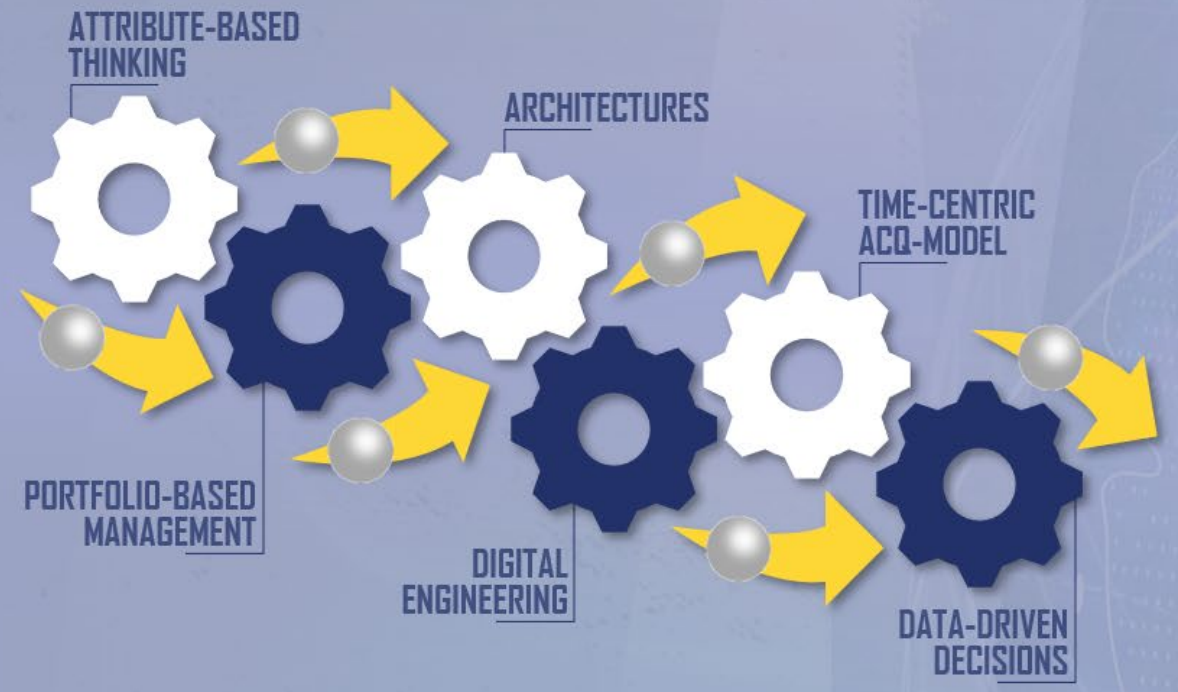 ATTRIBUTE-BASED
THINKING
ARCHITECTURES
TIME-CENTRIC
ACQ-MODEL
PORTFOLIO-BASED
MANAGEMENT
DIGITAL
ENGINEERING
DATA-DRIVEN
DECISIONS